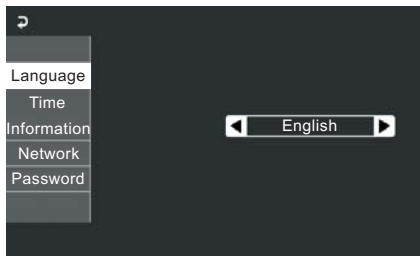 Language
Time
Information
Network
Password
English